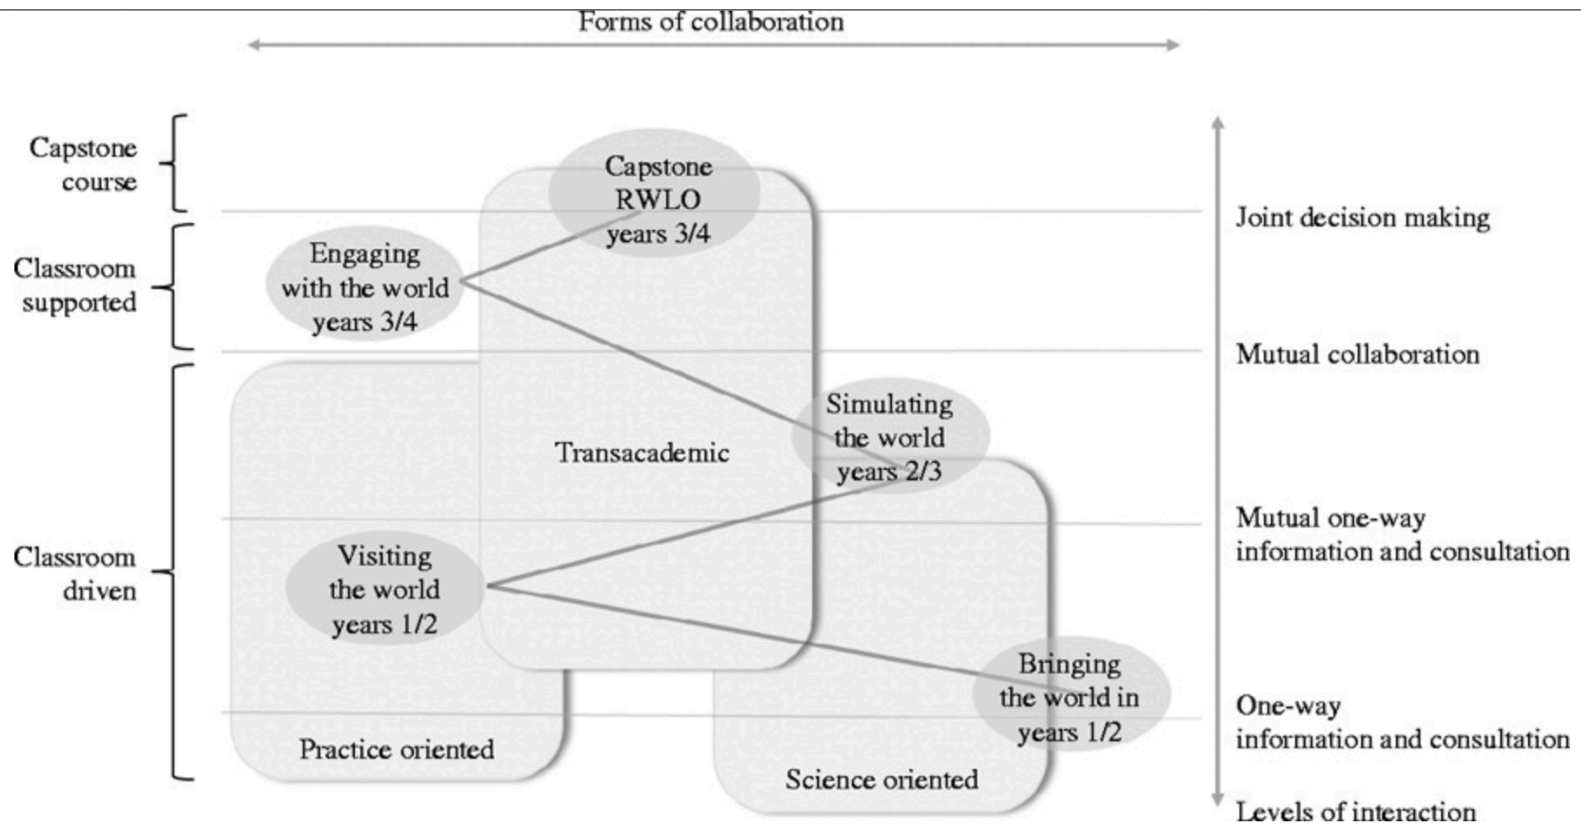 Forms of collaboration
Capstone
course
Capstone
RWLO
years 3/4
Joint decision making
Classroom
supported
Engaging
with the world
years 3/4
Mutual collaboration
Simulating
the world
years 2/3
Transacademic
Mutual one-way
information and consultation
Classroom
driven
Visiting
the world
years 1/2
Bringing
the world in
years 1/2
One-way
information and consultation
Practice oriented
Science oriented
Levels of interaction